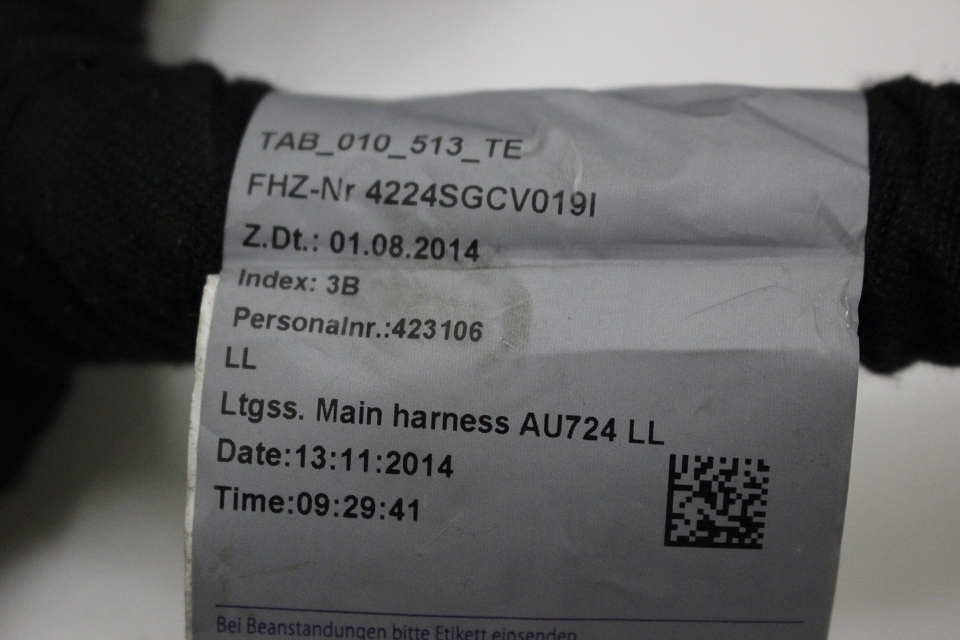 TAB_010_513_TE
FHZ-Nr 4224SGCV019I
Z.Dt.: 01.08.2014
Index: 3B
Personalnr.:423106
LL
Ltgss. Main harness AU724 LL
Date:13:11:2014
Time:09:29:41
Bei Beanstandungen bitte Etikett einsenden